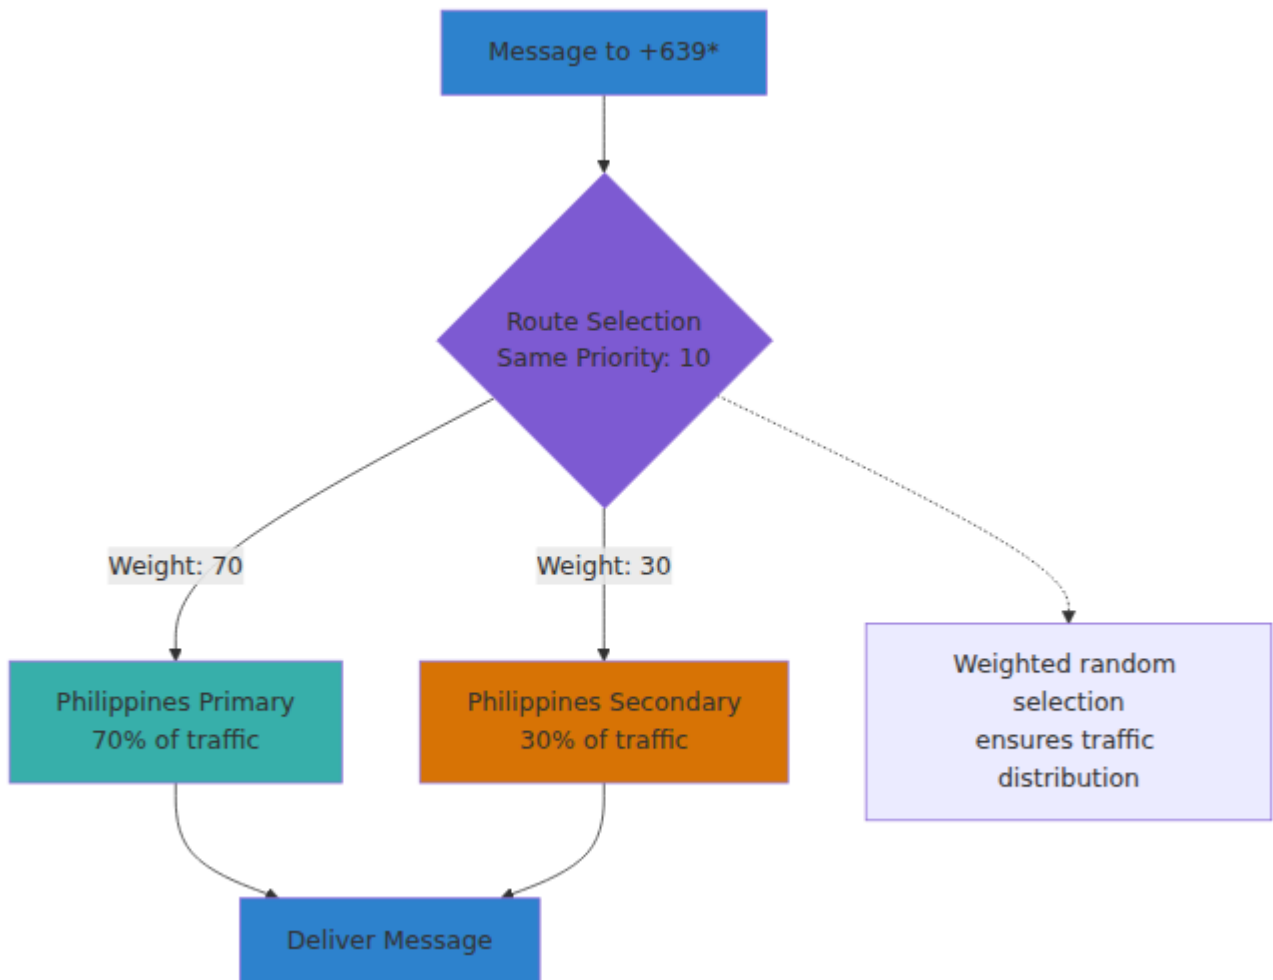 Message to +639*
Route Selection
Same Priority: 10
Weight: 70
Weight: 30
Philippines Primary
70% of traffic
Philippines Secondary
30% of traffic
Weighted random
selection
ensures traffic
distribution
Deliver Message